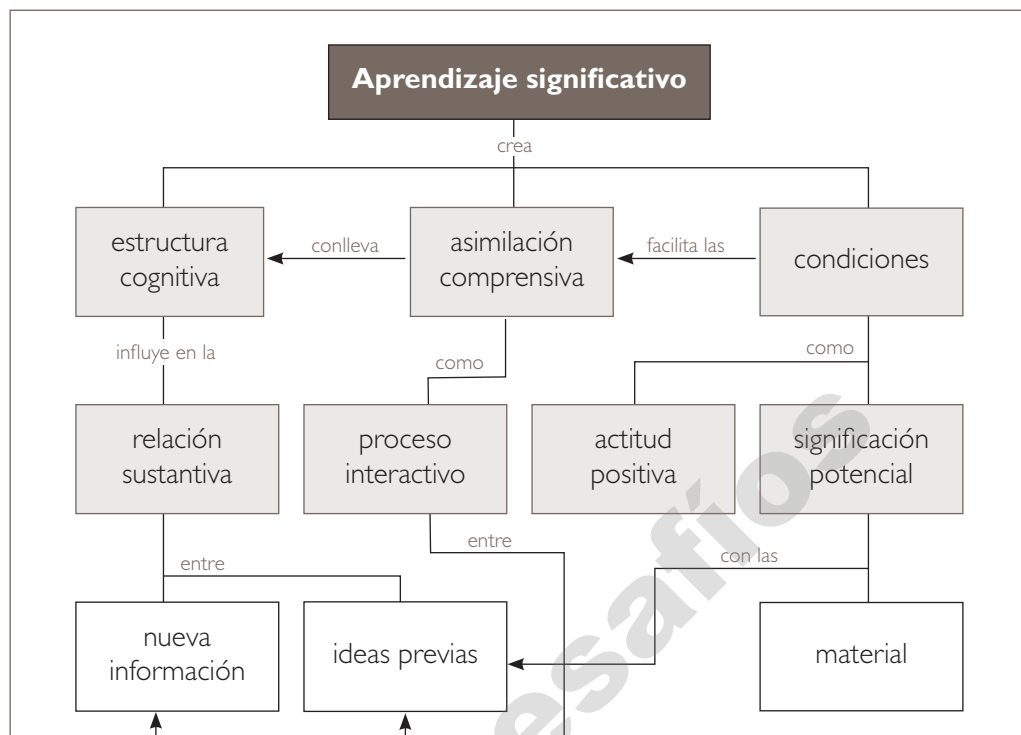 Aprendizaje significativo
crea
estructura
cognitiva
conlleva
asimilación
comprensiva
facilita las
condiciones
influye en la
como
como
relación
sustantiva
proceso
interactivo
actitud
positiva
significación
potencial
entre
entre
con las
nueva
información
ideas previas
material
esafíos